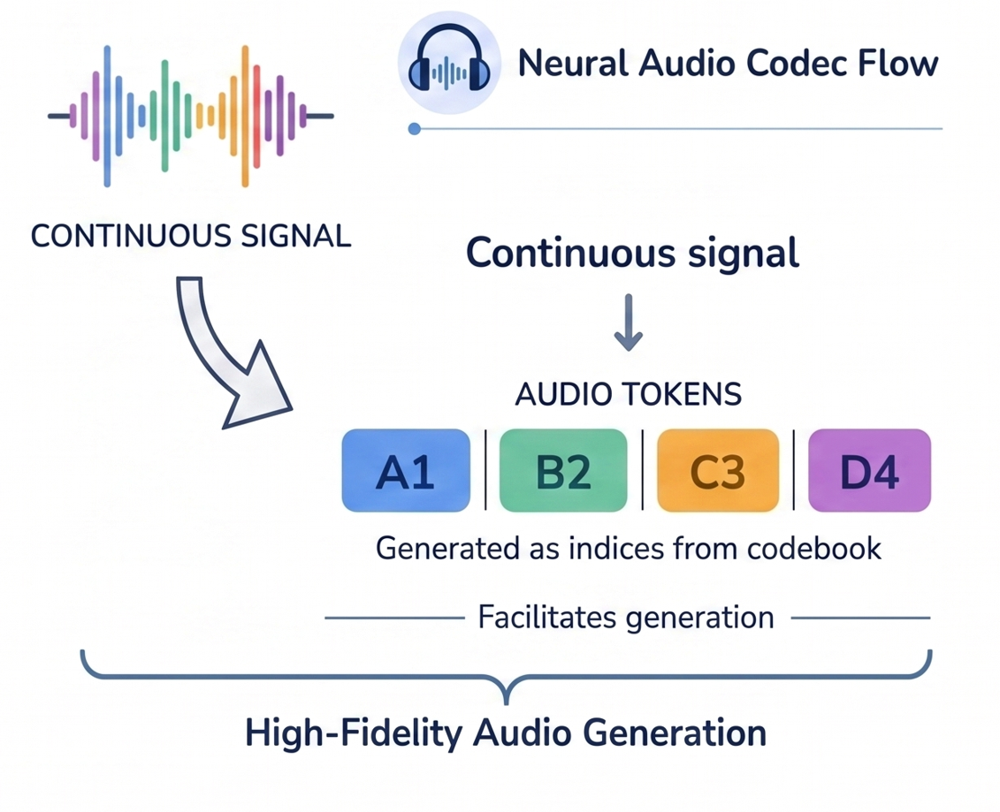 Neural Audio Codec Flow
CONTINUOUS SIGNAL
Continuous signal
AUDIO TOKENS
A1 B2 C3 D4
Generated as indices from codebook
Facilitates generation
High-Fidelity Audio Generation